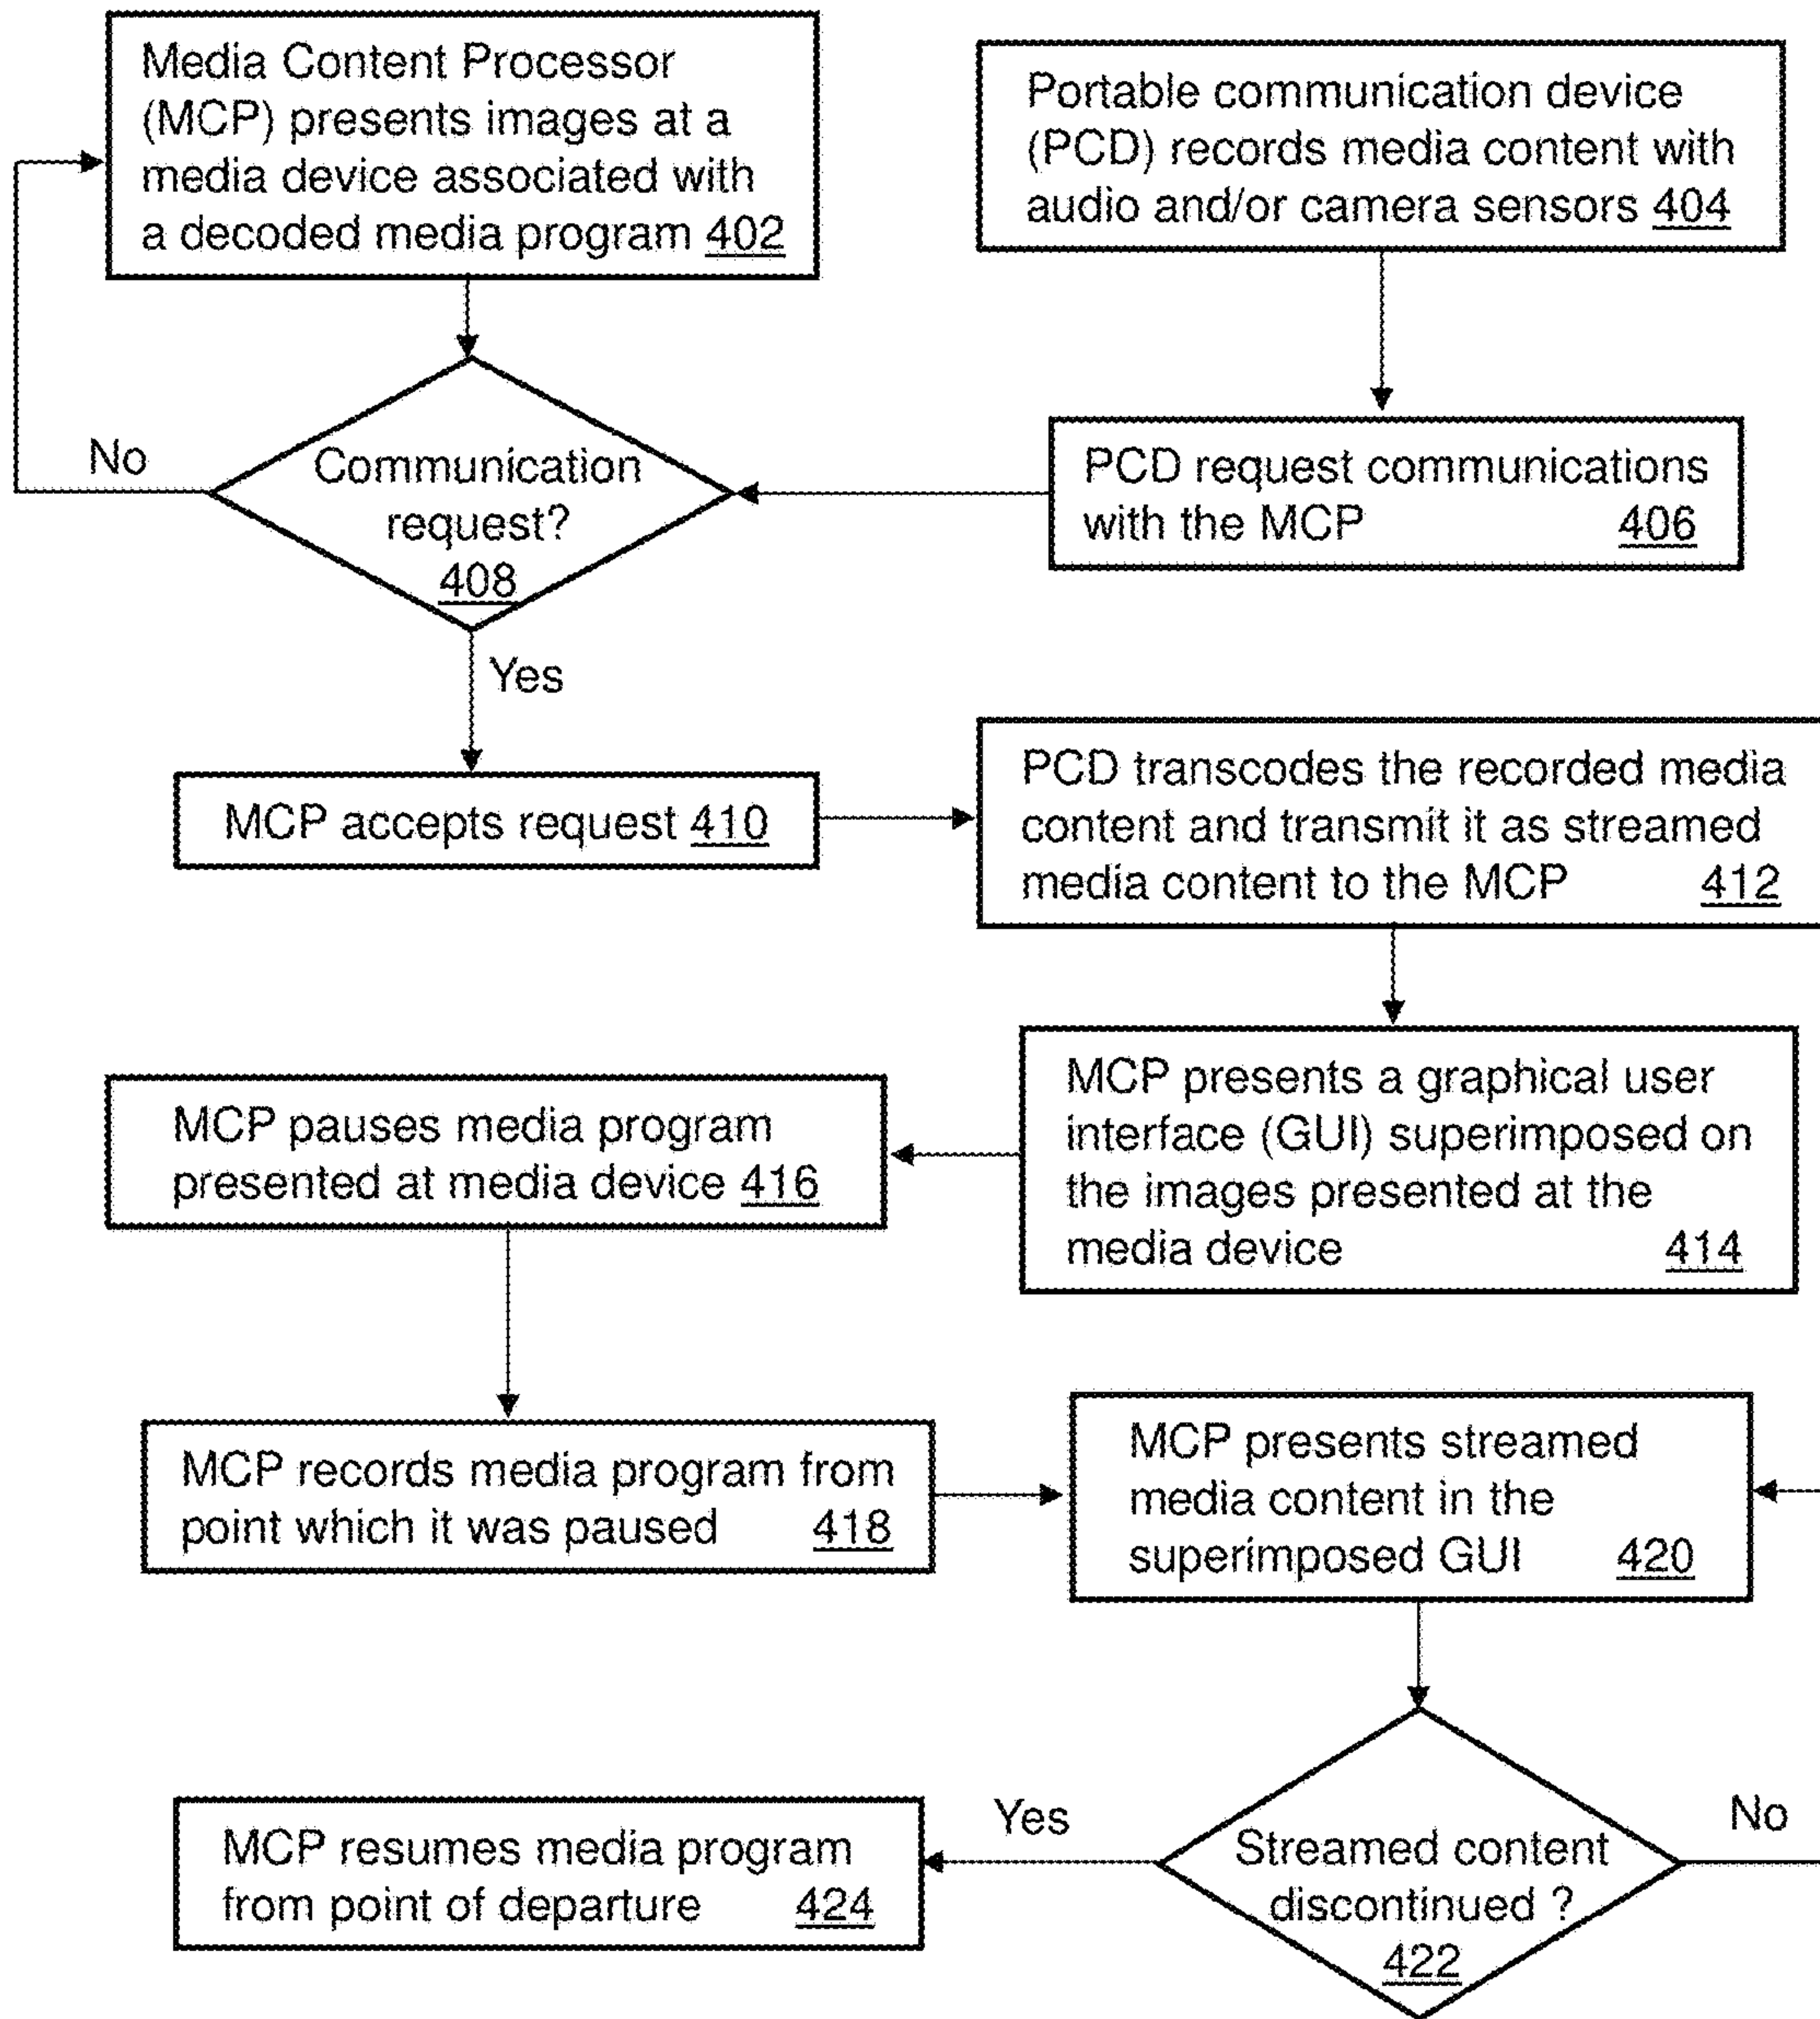 Media Content Processor
(MCP) presents images at a
media device associated with
a decoded media program 402
Portable communication device
(PCD) records media content with
audio and/or camera sensors 404
No
Communication
request?
408
PCD request communications
with the MCP 406
Yes
MCP accepts request 410
PCD transcodes the recorded media
content and transmit it as streamed
media content to the MCP 412
MCP presents a graphical user
interface (GUI) superimposed on
the images presented at the
media device 414
MCP pauses media program
presented at media device 416
MCP records media program from
point which it was paused 418
MCP presents streamed
media content in the
superimposed GUI 420
Streamed content
discontinued ?
422
Yes
No
MCP resumes media program
from point of departure 424